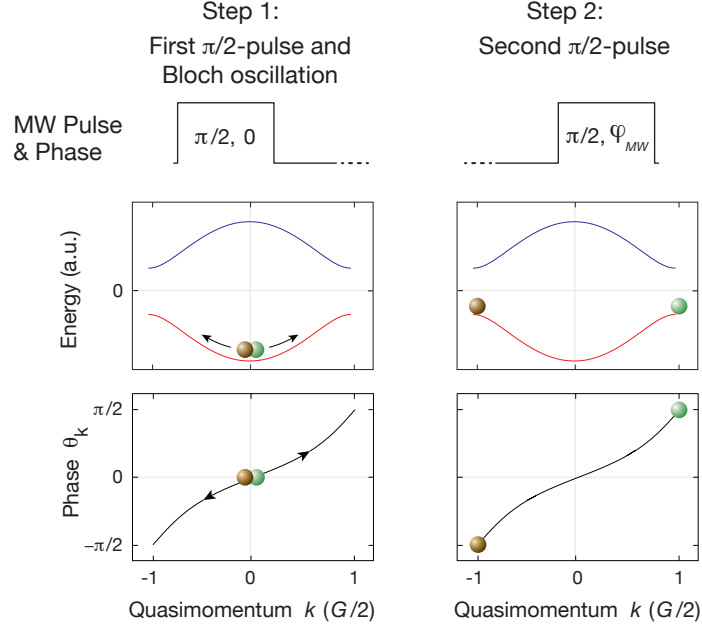 Step 1:
First π/2-pulse and
Bloch oscillation
Step 2:
Second π/2-pulse
MW Pulse
& Phase
π/2, 0
π/2, φ_MW
Energy (a.u.)
0
Phase θ_k
π/2
0
−π/2
-1 0 1
Quasimomentum k (G/2)
-1 0 1
Quasimomentum k (G/2)